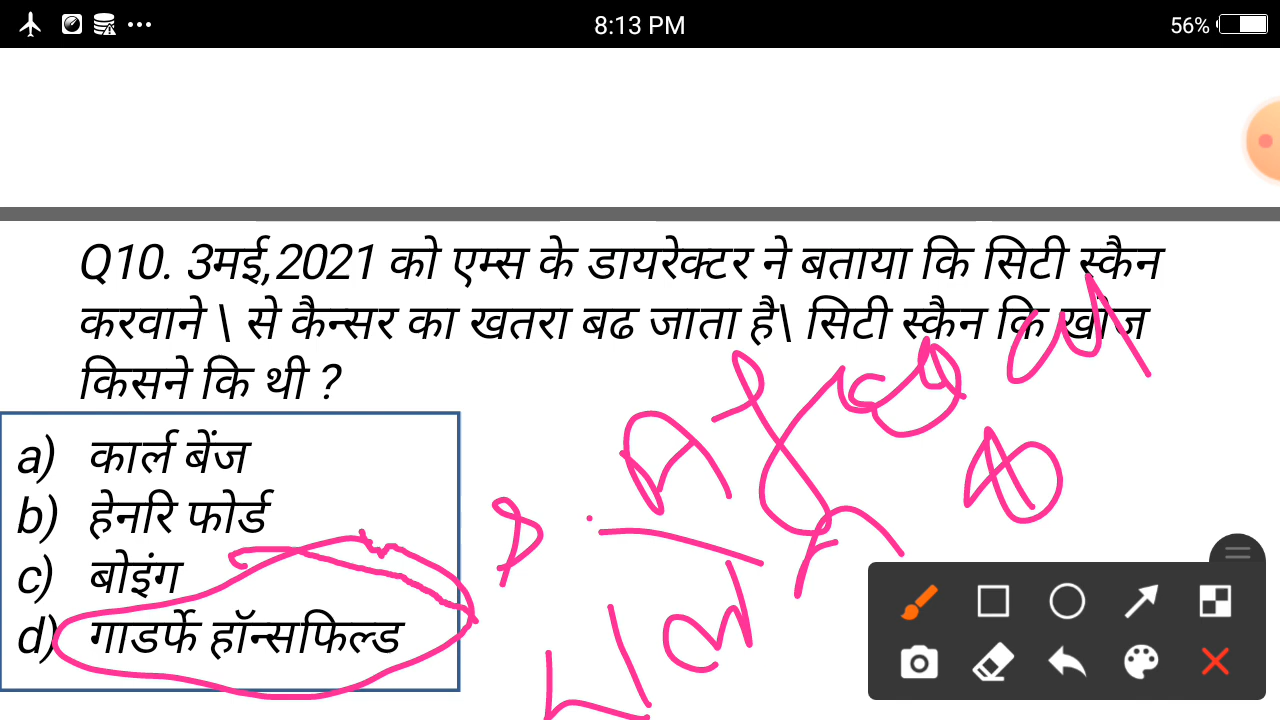 8:13 PM
56%
Q10. 3मई,2021 को एम्स के डायरेक्टर ने बताया कि सिटी स्कैन
करवाने \ से कैन्सर का खतरा बढ जाता है\ सिटी स्कैन कि खोज
किसने कि थी ?
a) कार्ल बेंज
b) हेनरि फोर्ड
c) बोइंग
d) गाडर्फे हॉन्सफिल्ड